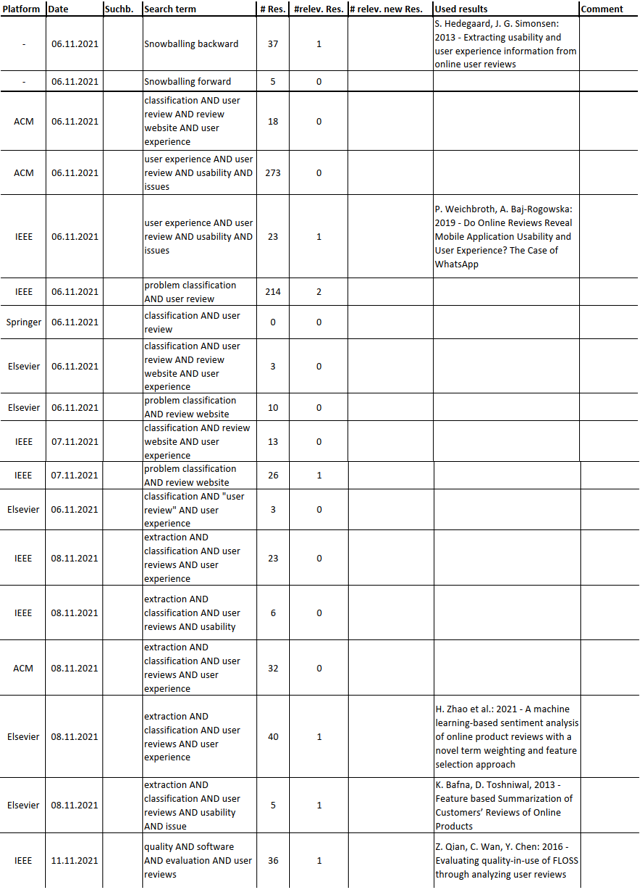 Platform Date Suchb. Search term # Res. #relev. Res. # relev. new Res. Used results Comment
- 06.11.2021 Snowballing backward 37 1 S. Hedegaard, J. G. Simonsen:
2013 - Extracting usability and
user experience information from
online user reviews
- 06.11.2021 Snowballing forward 5 0
ACM 06.11.2021 classification AND user 18 0
review AND review
website AND user
experience
ACM 06.11.2021 user experience AND user 273 0
review AND usability AND
issues
IEEE 06.11.2021 user experience AND user 23 1 P. Weichbroth, A. Baj-Rogowska:
review AND usability AND 2019 - Do Online Reviews Reveal
issues Mobile Application Usability and
User Experience? The Case of
WhatsApp
IEEE 06.11.2021 problem classification 214 2
AND user review
Springer 06.11.2021 classification AND user 0 0
review
Elsevier 06.11.2021 classification AND user 3 0
review AND review
website AND user
experience
Elsevier 06.11.2021 problem classification 10 0
AND review website
IEEE 07.11.2021 classification AND review 13 0
website AND user
experience
IEEE 07.11.2021 problem classification 26 1
AND review website
Elsevier 06.11.2021 classification AND "user 3 0
review" AND user
experience
IEEE 08.11.2021 extraction AND 23 0
classification AND user
reviews AND user
experience
IEEE 08.11.2021 extraction AND 6 0
classification AND user
reviews AND usability
ACM 08.11.2021 extraction AND 32 0
classification AND user
reviews AND user
experience
Elsevier 08.11.2021 extraction AND 40 1 H. Zhao et al.: 2021 - A machine
classification AND user learning-based sentiment analysis
reviews AND user of online product reviews with a
experience novel term weighting and feature
selection approach
Elsevier 08.11.2021 extraction AND 5 1 K. Bafna, D. Toshniwal, 2013 -
classification AND user Feature based Summarization of
reviews AND usability Customers' Reviews of Online
AND issue Products
IEEE 11.11.2021 quality AND software 36 1 Z. Qian, C. Wan, Y. Chen: 2016 -
AND evaluation AND user Evaluating quality-in-use of FLOSS
reviews through analyzing user reviews